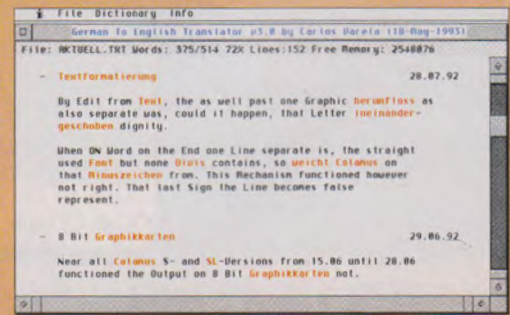 File Dictionary Info
German To English Translator v3.0 by Carlos Varela (18-May-1993)
File: AKTUELL.TXT Words: 375/514 72% Lines:152 Free Memory: 2548076
- Textformatierung 28.07.92
By Edit from Text, the as well past one Graphic herumfloss as
also separate was, could it happen, that Letter ineinander-
geschoben dignity.
When ON Word on the End one Line separate is, the straight
used Font but none Divis contains, so weicht Calamus on
that Minuszeichen from. This Mechanism functioned however
not right. That last Sign the Line becomes false
represent.
- 8 Bit Graphikkarten 29.06.92
Near all Calamus S- and SL-Versions from 15.06 until 28.06
functioned the Output on 8 Bit Graphikkarten not.